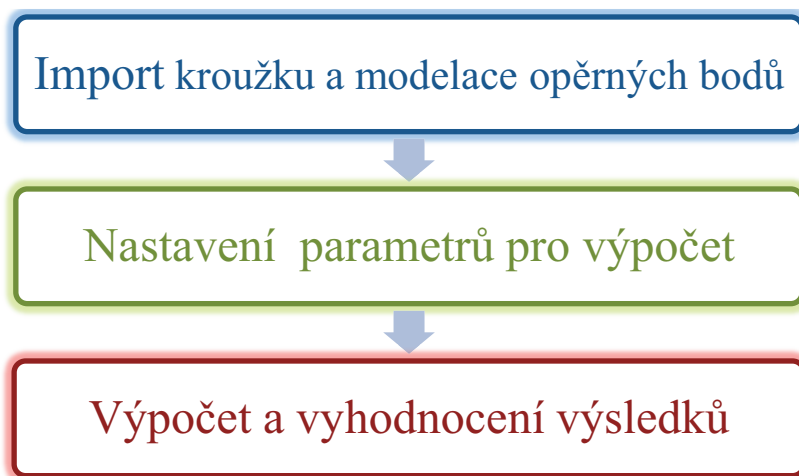 Import kroužku a modelace opěrných bodů
Nastavení parametrů pro výpočet
Výpočet a vyhodnocení výsledků